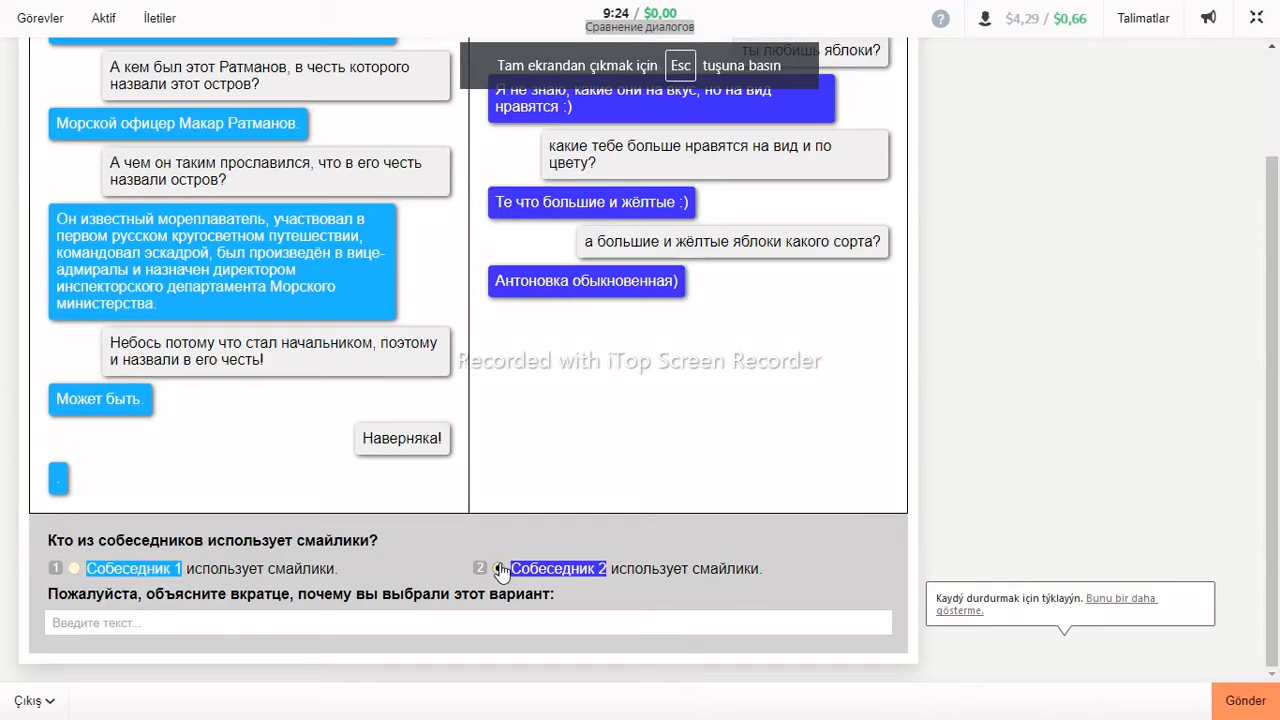 Görevler Aktif İletiler 9:24 / $0,00 $4,29 / $0,66 Talimatlar
Сравнение диалогов
Tam ekrandan çıkmak için Esc tuşuna basın
А кем был этот Ратманов, в честь которого
назвали этот остров?
Морской офицер Макар Ратманов.
А чем он таким прославился, что в его честь
назвали остров?
Он известный мореплаватель, участвовал в
первом русском кругосветном путешествии,
командовал эскадрой, был произведён в вице-
адмиралы и назначен директором
инспекторского департамента Морского
министерства.
Небось потому что стал начальником, поэтому
и назвали в его честь!
Может быть.
Наверняка!
.
ты любишь яблоки?
Я не знаю, какие они на вкус, но на вид
нравятся :)
какие тебе больше нравятся на вид и по
цвету?
Те что большие и жёлтые :)
а большие и жёлтые яблоки какого сорта?
Антоновка обыкновенная)
Recorded with iTop Screen Recorder
Кто из собеседников использует смайлики?
1 Собеседник 1 использует смайлики.
2 Собеседник 2 использует смайлики.
Пожалуйста, объясните вкратце, почему вы выбрали этот вариант:
Введите текст...
Kaydý durdurmak için týklayýn. Bunu bir daha
gösterme.
Çıkış
Gönder